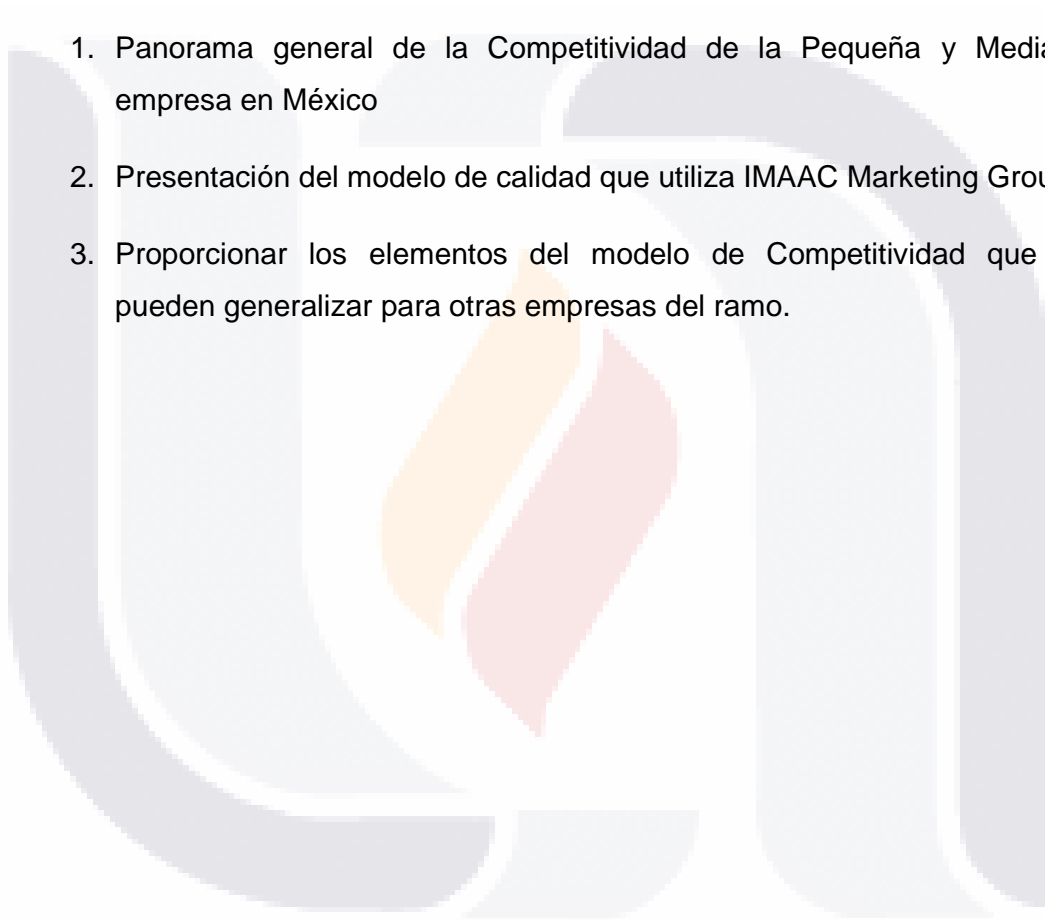 1. Panorama general de la Competitividad de la Pequeña y Media
empresa en México
2. Presentación del modelo de calidad que utiliza IMAAC Marketing Grou
3. Proporcionar los elementos del modelo de Competitividad que
pueden generalizar para otras empresas del ramo.